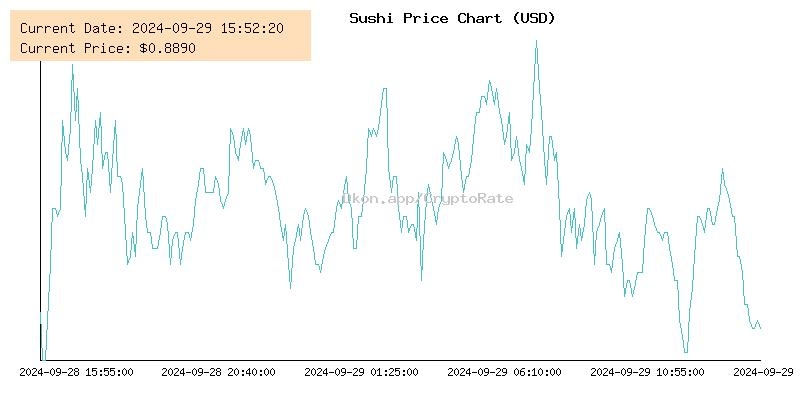 Sushi Price Chart (USD)
Current Date: 2024-09-29 15:52:20
Current Price: $0.8890
Ukon.app/CryptoRate
2024-09-28 15:55:00 2024-09-28 20:40:00 2024-09-29 01:25:00 2024-09-29 06:10:00 2024-09-29 10:55:00 2024-09-29